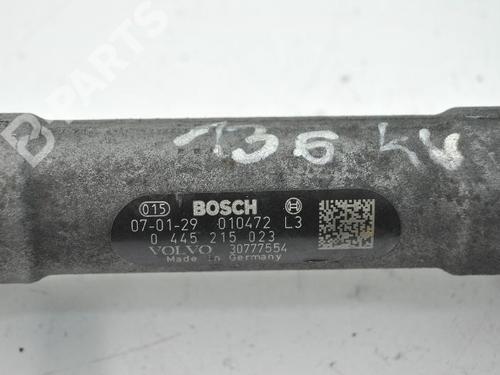 B-PARTS
136 KW
015 BOSCH
07-01-29 010472 L3
0 445 215 023
VOLVO 30777554
Made in Germany